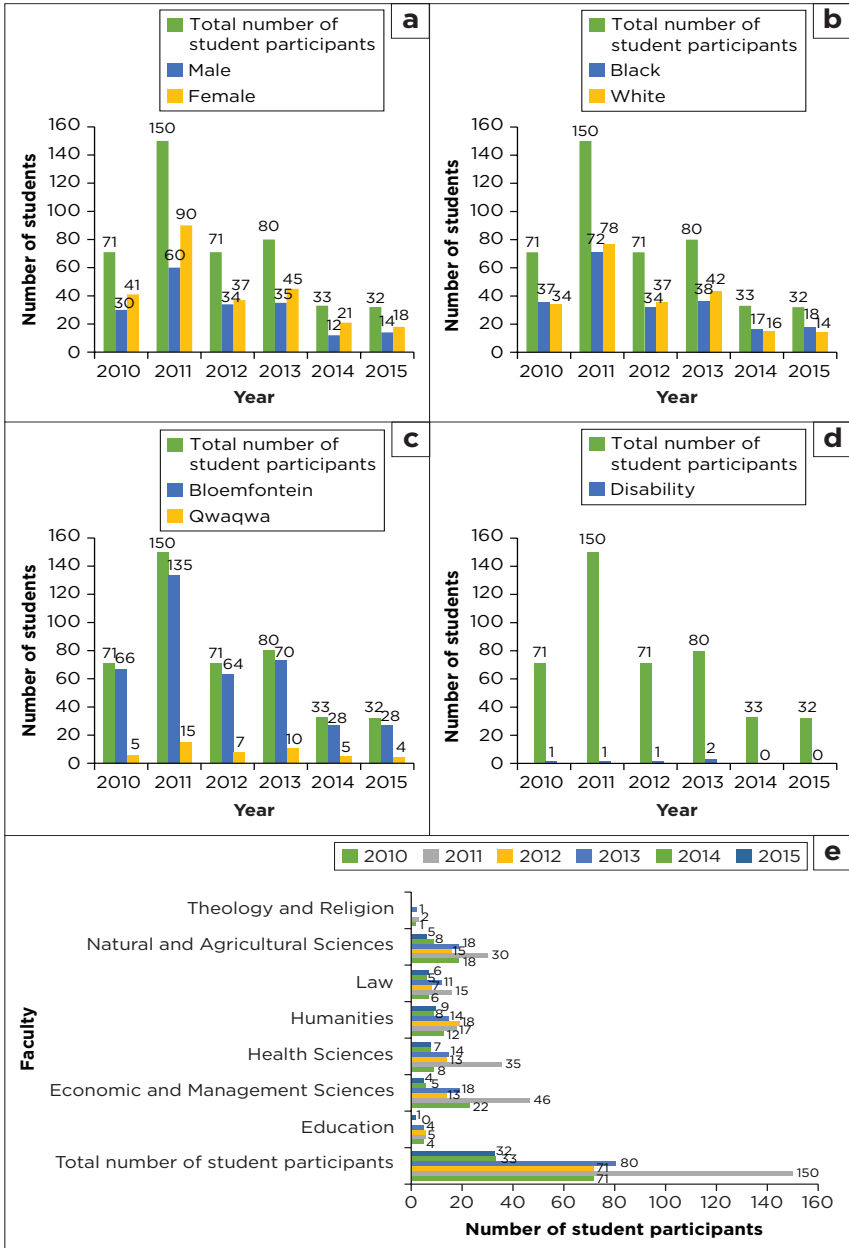 a
Total number of
student participants
Male
Female
Number of students
160
140
120
100
80
60
40
20
0
71 30 41
150 60 90
71 34 37
80 35 45
33 12 21
32 14 18
2010 2011 2012 2013 2014 2015
Year
b
Total number of
student participants
Black
White
Number of students
160
140
120
100
80
60
40
20
0
71 37 34
150 72 78
71 34 37
80 38 42
33 17 16
32 18 14
2010 2011 2012 2013 2014 2015
Year
c
Total number of
student participants
Bloemfontein
Qwaqwa
Number of students
160
140
120
100
80
60
40
20
0
71 66 5
150 135 15
71 64 7
80 70 10
33 28 5
32 28 4
2010 2011 2012 2013 2014 2015
Year
d
Total number of
student participants
Disability
Number of students
160
140
120
100
80
60
40
20
0
71 1
150 1
71 1
80 2
33 0
32 0
2010 2011 2012 2013 2014 2015
Year
e
2010 2011 2012 2013 2014 2015
Faculty
Theology and Religion
1
2
1
Natural and Agricultural Sciences
5
8
18
15
30
18
Law
6
5
11
7
15
6
Humanities
9
8
14
18
17
12
Health Sciences
7
14
13
35
8
Economic and Management Sciences
4
5
18
13
46
22
Education
1
0
4
5
4
Total number of student participants
32
33
80
71
150
71
0 20 40 60 80 100 120 140 160
Number of student participants